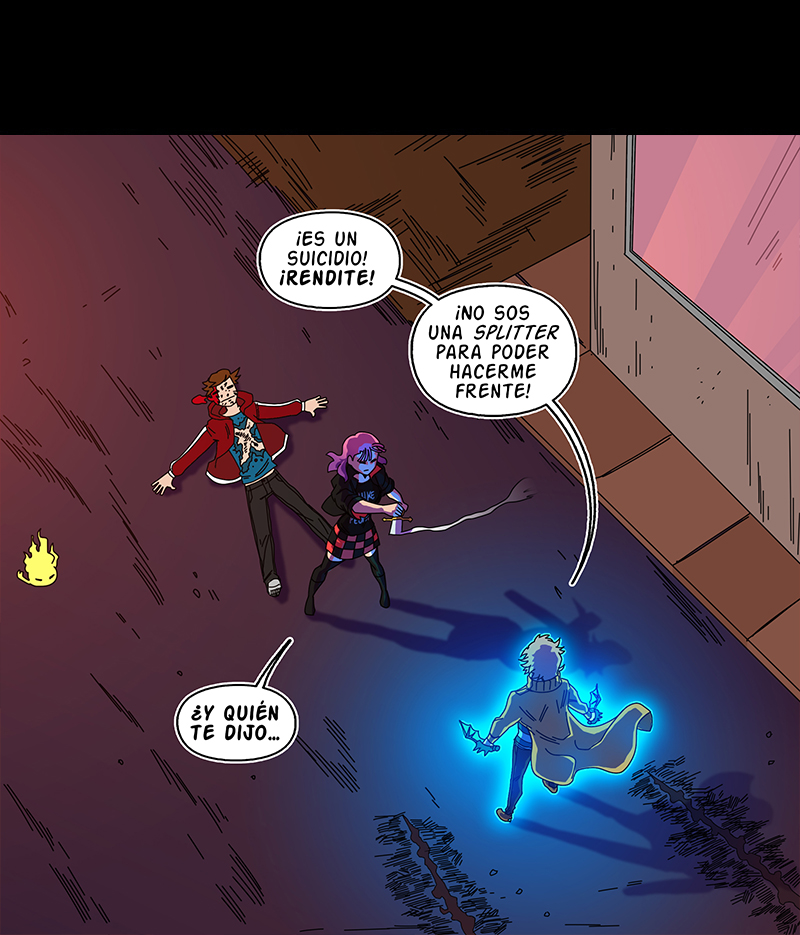 ¡ES UN
SUICIDIO!
¡RENDITE!
¡NO SOS
UNA SPLITTER
PARA PODER
HACERME
FRENTE!
¿Y QUIÉN
TE DIJO...